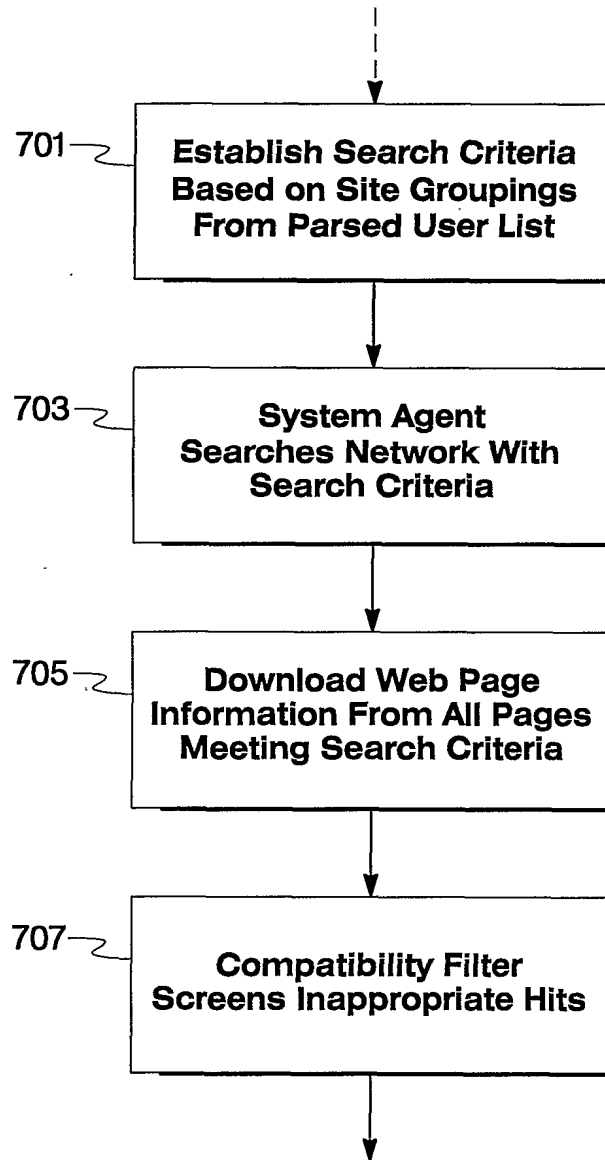 701
Establish Search Criteria
Based on Site Groupings
From Parsed User List
703
System Agent
Searches Network With
Search Criteria
705
Download Web Page
Information From All Pages
Meeting Search Criteria
707
Compatibility Filter
Screens Inappropriate Hits